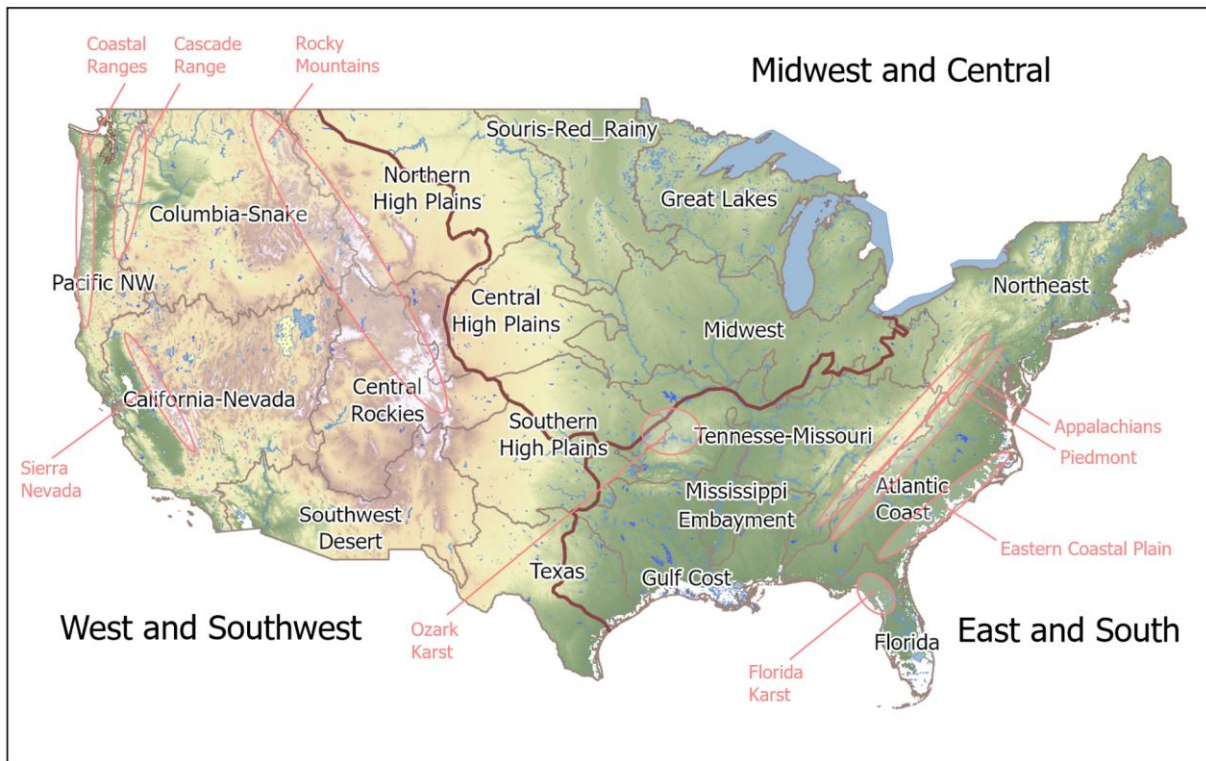 Coastal
Ranges
Cascade
Range
Rocky
Mountains
Midwest and Central
Souris-Red_Rainy
Northern
High Plains
Great Lakes
Columbia-Snake
Pacific NW
Northeast
Central
High Plains
Midwest
California-Nevada
Central
Rockies
Southern
High Plains
Tennesse-Missouri
Appalachians
Piedmont
Sierra
Nevada
Mississippi
Embayment
Atlantic
Coast
Southwest
Desert
Eastern Coastal Plain
Texas
Gulf Cost
West and Southwest
Ozark
Karst
East and South
Florida
Florida
Karst